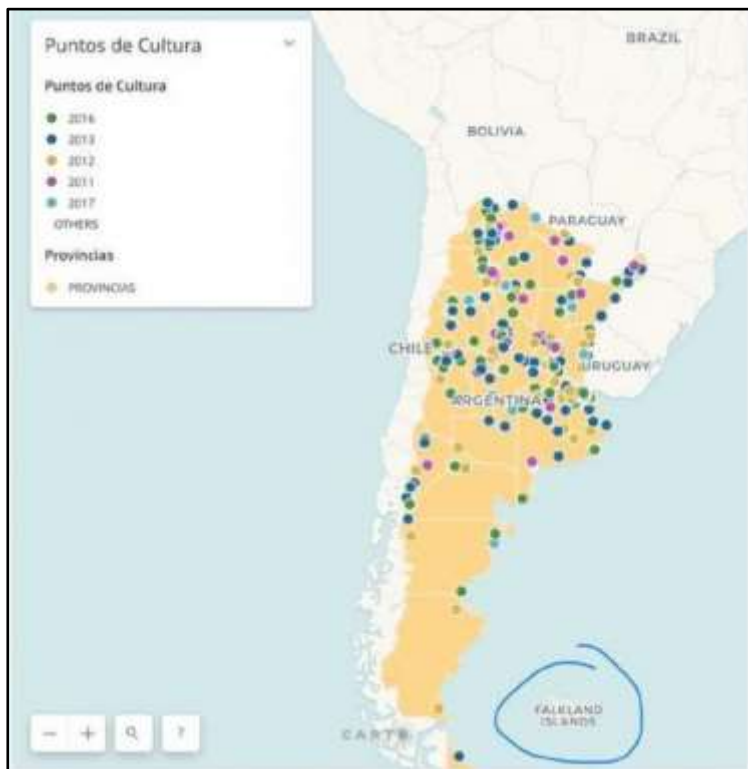 Puntos de Cultura
Puntos de Cultura
2016
2013
2012
2011
2017
OTHERS
Provincias
PROVINCIAS
BRAZIL
BOLIVIA
PARAGUAY
CHILE
URUGUAY
ARGENTINA
FALKLAND
ISLANDS
CARTO
− + ?